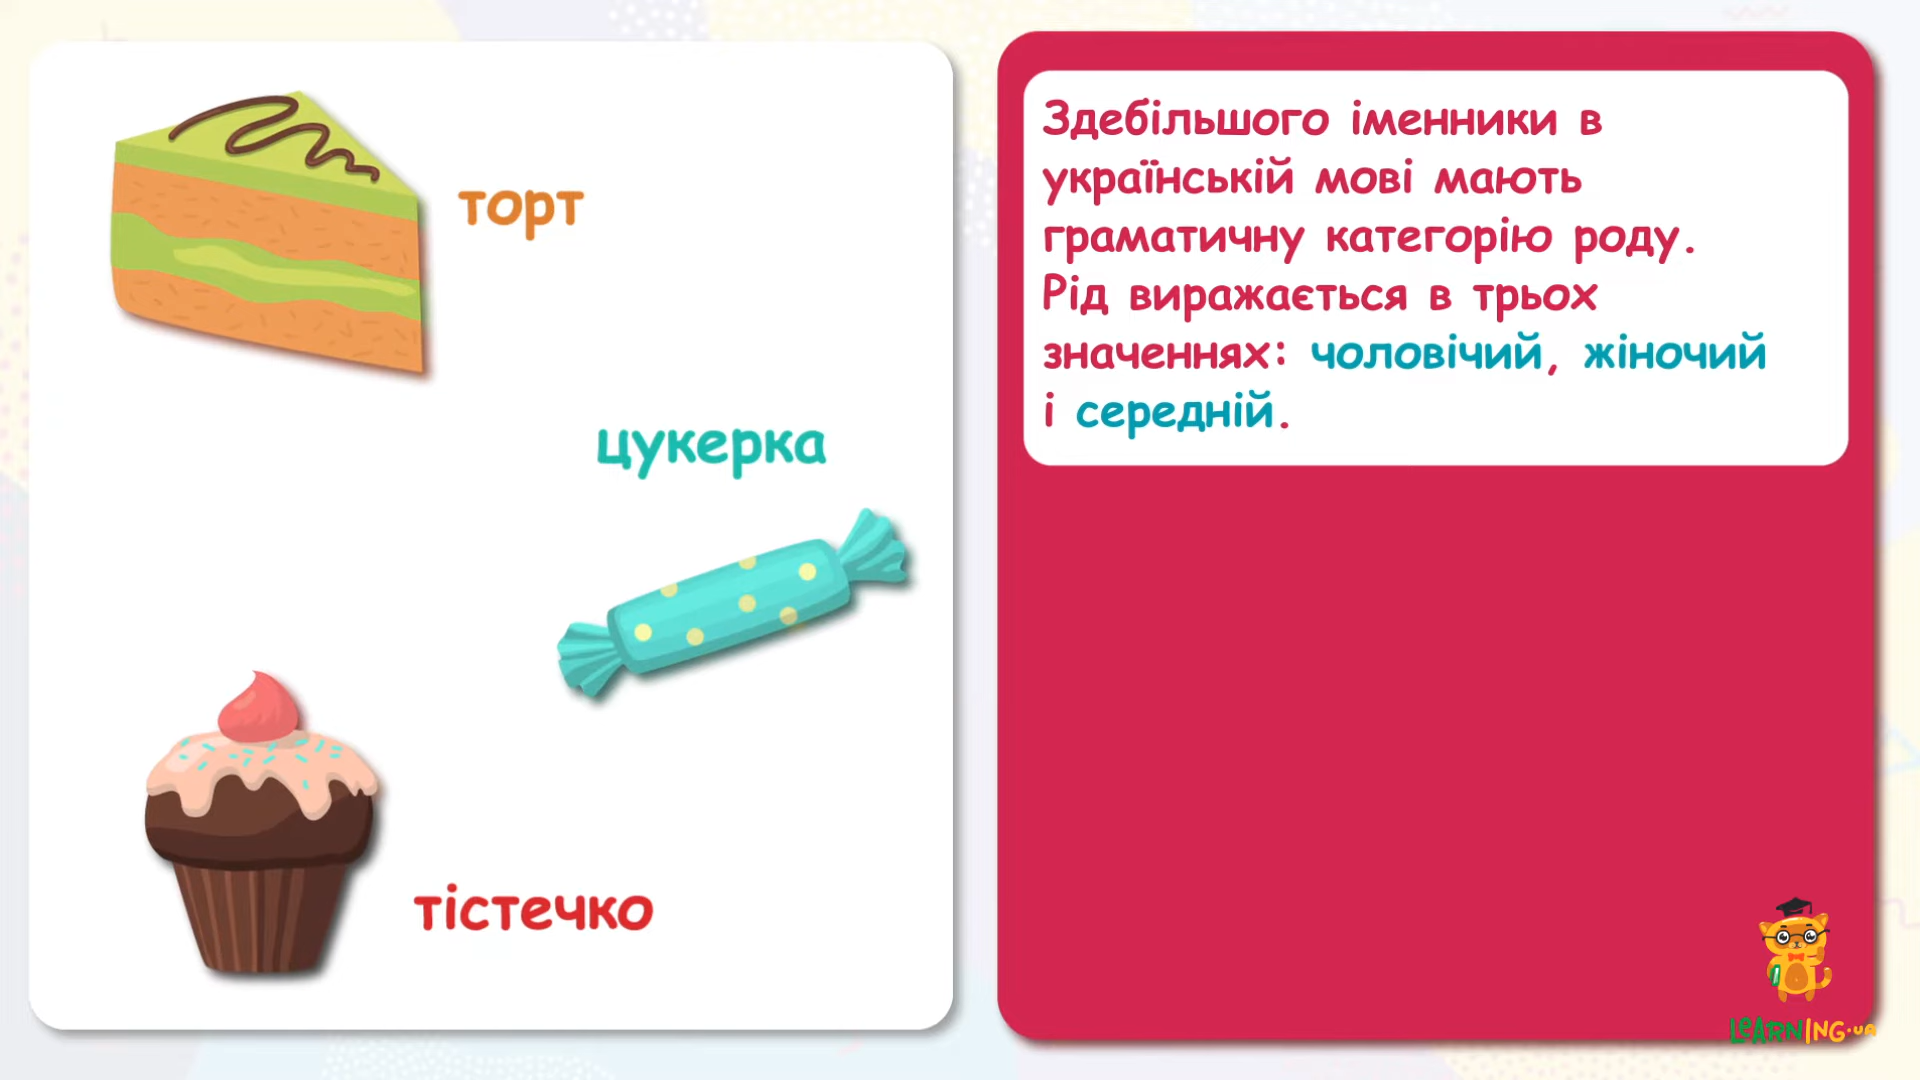 торт
цукерка
тістечко
Здебільшого іменники в
українській мові мають
граматичну категорію роду.
Рід виражається в трьох
значеннях: чоловічий, жіночий
і середній.
LEARNING.ua